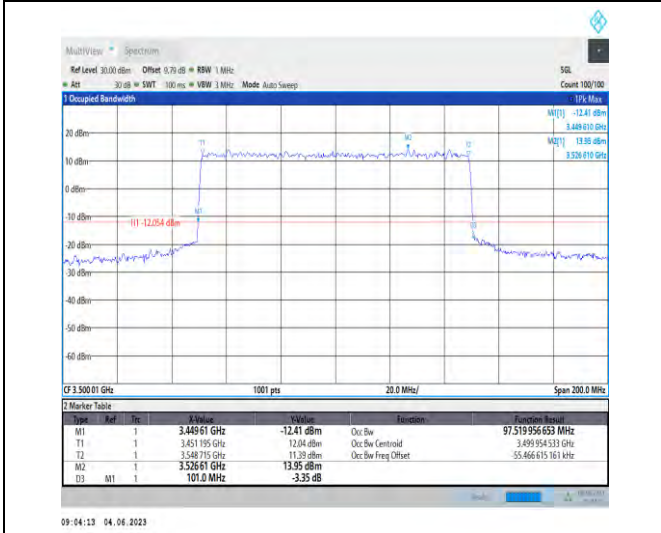 MultiView Spectrum
Ref Level 30.00 dBm Offset 9.79 dB RBW 1 MHz SGL
Att 30 dB SWT 100 ms VBW 3 MHz Mode Auto Sweep Count 100/100
1 Occupied Bandwidth 1Pk Max
M1[1] -12.41 dBm
3.449 610 GHz
M2[1] 13.95 dBm
3.526 610 GHz
20 dBm
T1
M2
T2
10 dBm
0 dBm
-10 dBm
M1
H1 -12.054 dBm
D3
-20 dBm
-30 dBm
-40 dBm
-50 dBm
-60 dBm
CF 3.50001 GHz 1001 pts 20.0 MHz/ Span 200.0 MHz
2 Marker Table
Type Ref Trc X-Value Y-Value Function Function Result
M1 1 3.449 61 GHz -12.41 dBm Occ Bw 97.519 956 653 MHz
T1 1 3.451 195 GHz 12.04 dBm Occ Bw Centroid 3.499 954 533 GHz
T2 1 3.548 715 GHz 11.39 dBm Occ Bw Freq Offset -55.466 615 161 kHz
M2 1 3.526 61 GHz 13.95 dBm
D3 M1 1 101.0 MHz -3.35 dB
09:04:13 04.06.2023